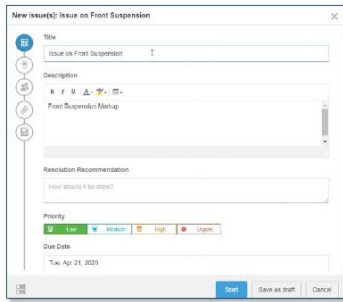 New issue(s): Issue on Front Suspension
Title
Issue on Front Suspension
Description
B I U A
Front Suspension Markup
Resolution Recommendation
How should it be done?
Priority
Low Medium High Urgent
Due Date
Tue, Apr 21, 2020
Start Save as draft Cancel